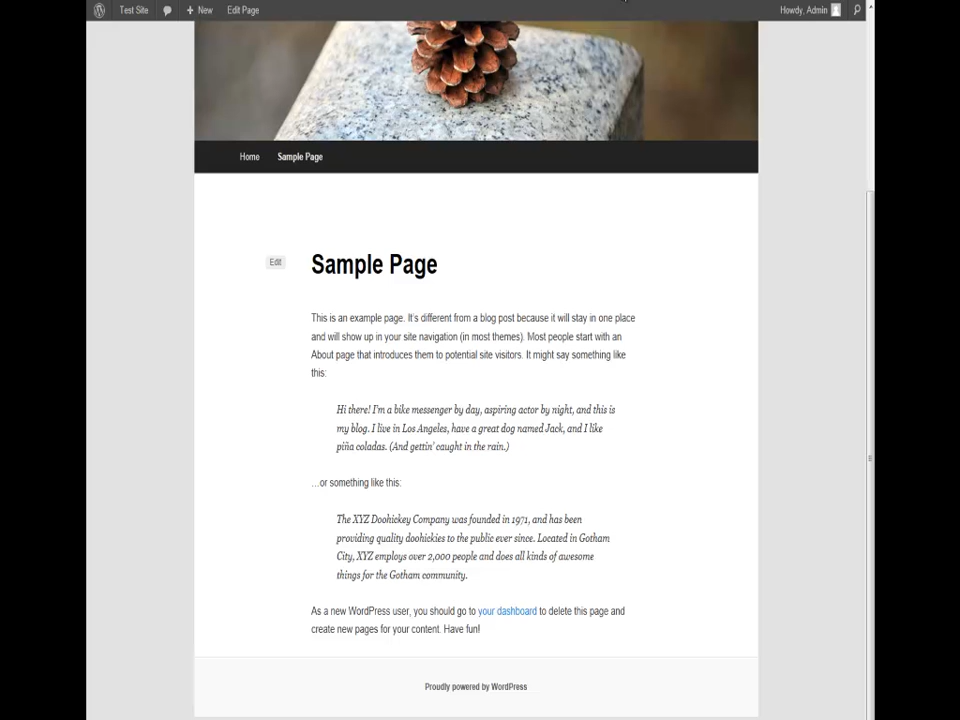 Test Site New Edit Page Howdy, Admin
Home Sample Page
Edit Sample Page
This is an example page. It's different from a blog post because it will stay in one place
and will show up in your site navigation (in most themes). Most people start with an
About page that introduces them to potential site visitors. It might say something like
this:
Hi there! I'm a bike messenger by day, aspiring actor by night, and this is
my blog. I live in Los Angeles, have a great dog named Jack, and I like
piña coladas. (And gettin' caught in the rain.)
…or something like this:
The XYZ Doohickey Company was founded in 1971, and has been
providing quality doohickies to the public ever since. Located in Gotham
City, XYZ employs over 2,000 people and does all kinds of awesome
things for the Gotham community.
As a new WordPress user, you should go to your dashboard to delete this page and
create new pages for your content. Have fun!
Proudly powered by WordPress